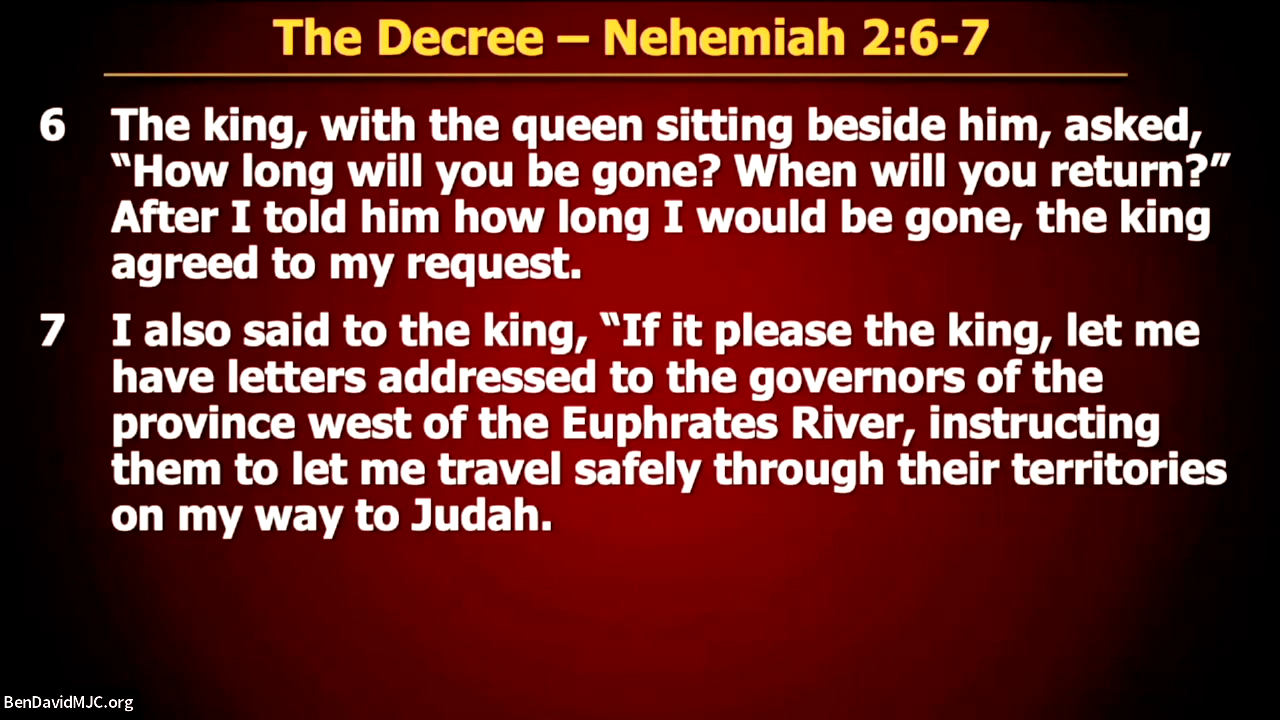 The Decree – Nehemiah 2:6-7
6 The king, with the queen sitting beside him, asked,
“How long will you be gone? When will you return?”
After I told him how long I would be gone, the king
agreed to my request.
7 I also said to the king, “If it please the king, let me
have letters addressed to the governors of the
province west of the Euphrates River, instructing
them to let me travel safely through their territories
on my way to Judah.
BenDavidMJC.org